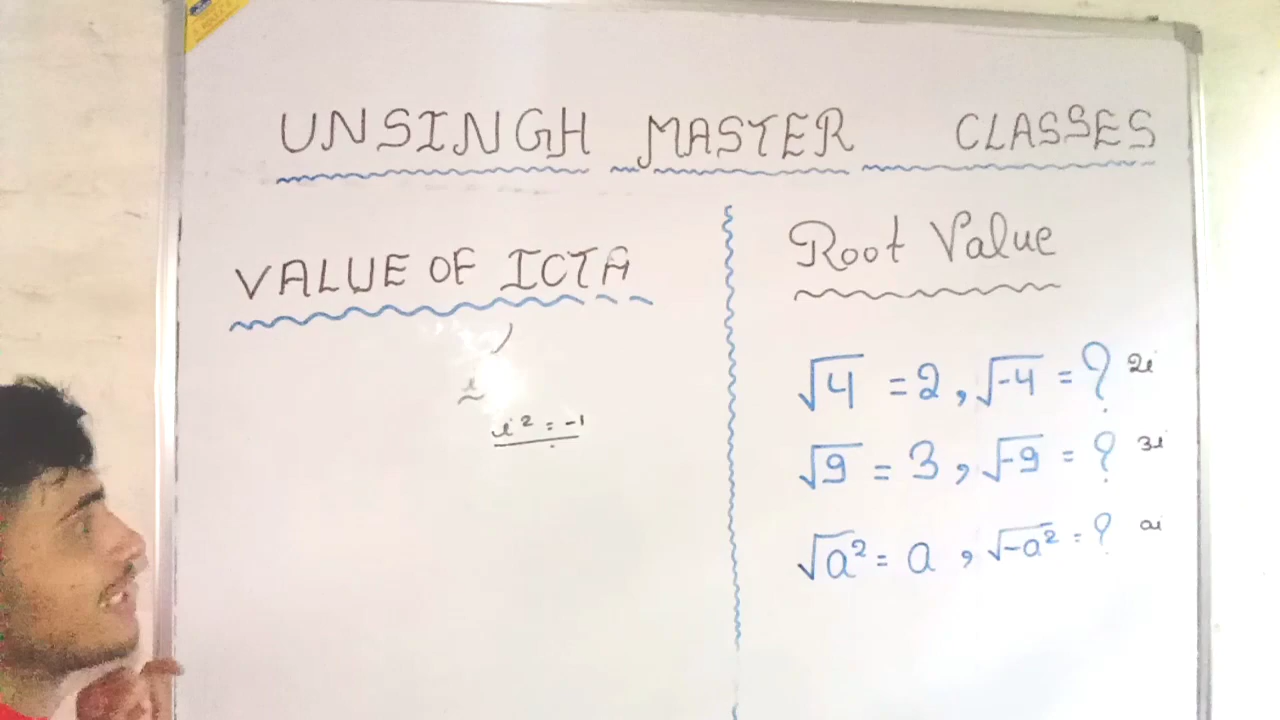 UNSINGH MASTER CLASSES
VALUE OF ICTA
i
i² = -1
Root Value
√4 = 2, √-4 = ? 2i
√9 = 3, √-9 = ? 3i
√a² = a, √-a² = ? ai